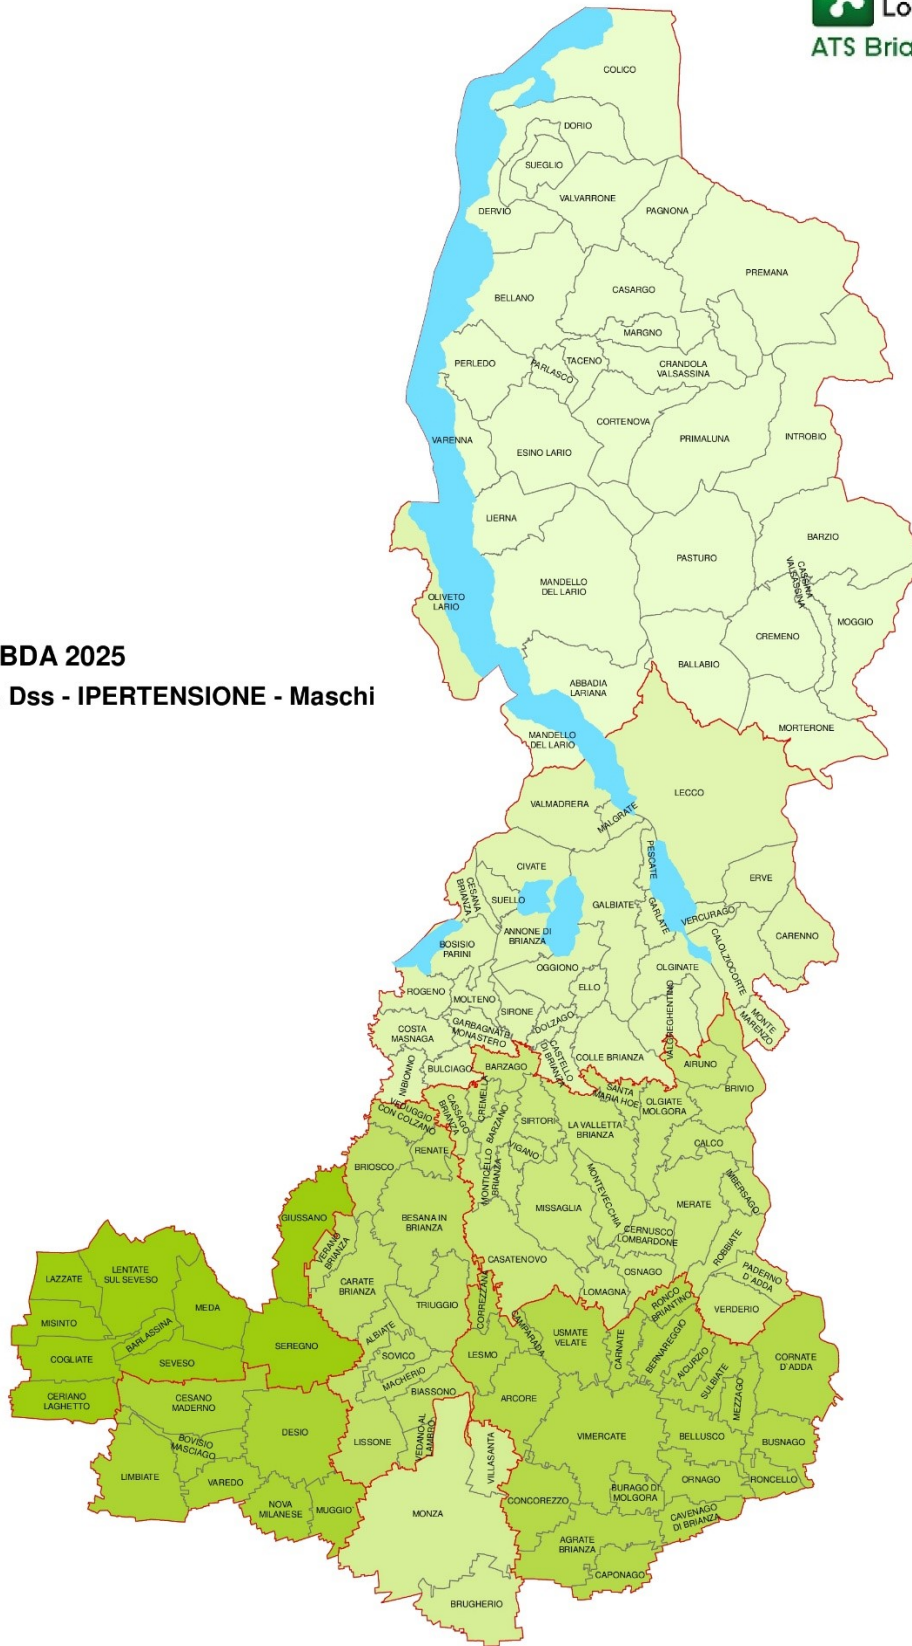 Lo
ATS Bria
BDA 2025
Dss - IPERTENSIONE - Maschi
COLICO
DORIO
SUEGLIO
VALVARRONE
PAGNONA
DERVIO
PREMANA
BELLANO
CASARGO
MARGNO
PERLEDO
PARLASCO
TACENO
CRANDOLA
VALSASSINA
CORTENOVA
VARENNA
ESINO LARIO
PRIMALUNA
INTROBIO
LIERNA
BARZIO
PASTURO
CASSINA
VALSASSINA
MANDELLO
DEL LARIO
OLIVETO
LARIO
MOGGIO
CREMENO
BALLABIO
ABBADIA
LARIANA
MORTERONE
MANDELLO
DEL LARIO
LECCO
VALMADRERA
MALGRATE
CIVATE
PESCATE
ERVE
CESANA
BRIANZA
SUELLO
GALBIATE
GARLATE
VERCURAGO
ANNONE DI
BRIANZA
BOSISIO
PARINI
CARENNO
CALOLZIOCORTE
OGGIONO
OLGINATE
ELLO
ROGENO
MOLTENO
SIRONE
DOLZAGO
VALGREGHENTINO
MONTE
MARENZO
COSTA
MASNAGA
GARBAGNATE
MONASTERO
NIBIONNO
BULCIAGO
BARZAGO
CASTELLO
DI BRIANZA
COLLE BRIANZA
AIRUNO
BRIVIO
SANTA
MARIA HOE`
OLGIATE
MOLGORA
VEDUGGIO
CON COLZANO
CASSAGO
BRIANZA
CREMELLA
BARZANO`
SIRTORI
LA VALLETTA
BRIANZA
CALCO
RENATE
BRIOSCO
MONTICELLO
BRIANZA
VIGANO`
MONTEVECCHIA
IMBERSAGO
MISSAGLIA
MERATE
GIUSSANO
BESANA IN
BRIANZA
CERNUSCO
LOMBARDONE
ROBBIATE
VERANO
BRIANZA
CASATENOVO
OSNAGO
PADERNO
D`ADDA
LENTATE
SUL SEVESO
LAZZATE
CARATE
BRIANZA
LOMAGNA
MEDA
TRIUGGIO
CORREZZANA
RONCO
BRIANTINO
VERDERIO
MISINTO
BARLASSINA
ALBIATE
CAMPARADA
USMATE
VELATE
CARNATE
BERNAREGGIO
COGLIATE
SEVESO
SEREGNO
SOVICO
LESMO
AICURZIO
CORNATE
D`ADDA
MACHERIO
SULBIATE
CERIANO
LAGHETTO
CESANO
MADERNO
BIASSONO
ARCORE
MEZZAGO
DESIO
LISSONE
VEDANO AL
LAMBRO
VIMERCATE
BELLUSCO
BUSNAGO
BOVISIO
MASCIAGO
VILLASANTA
LIMBIATE
VAREDO
ORNAGO
RONCELLO
BURAGO DI
MOLGORA
CONCOREZZO
NOVA
MILANESE
MUGGIO`
MONZA
CAVENAGO
DI BRIANZA
AGRATE
BRIANZA
CAPONAGO
BRUGHERIO